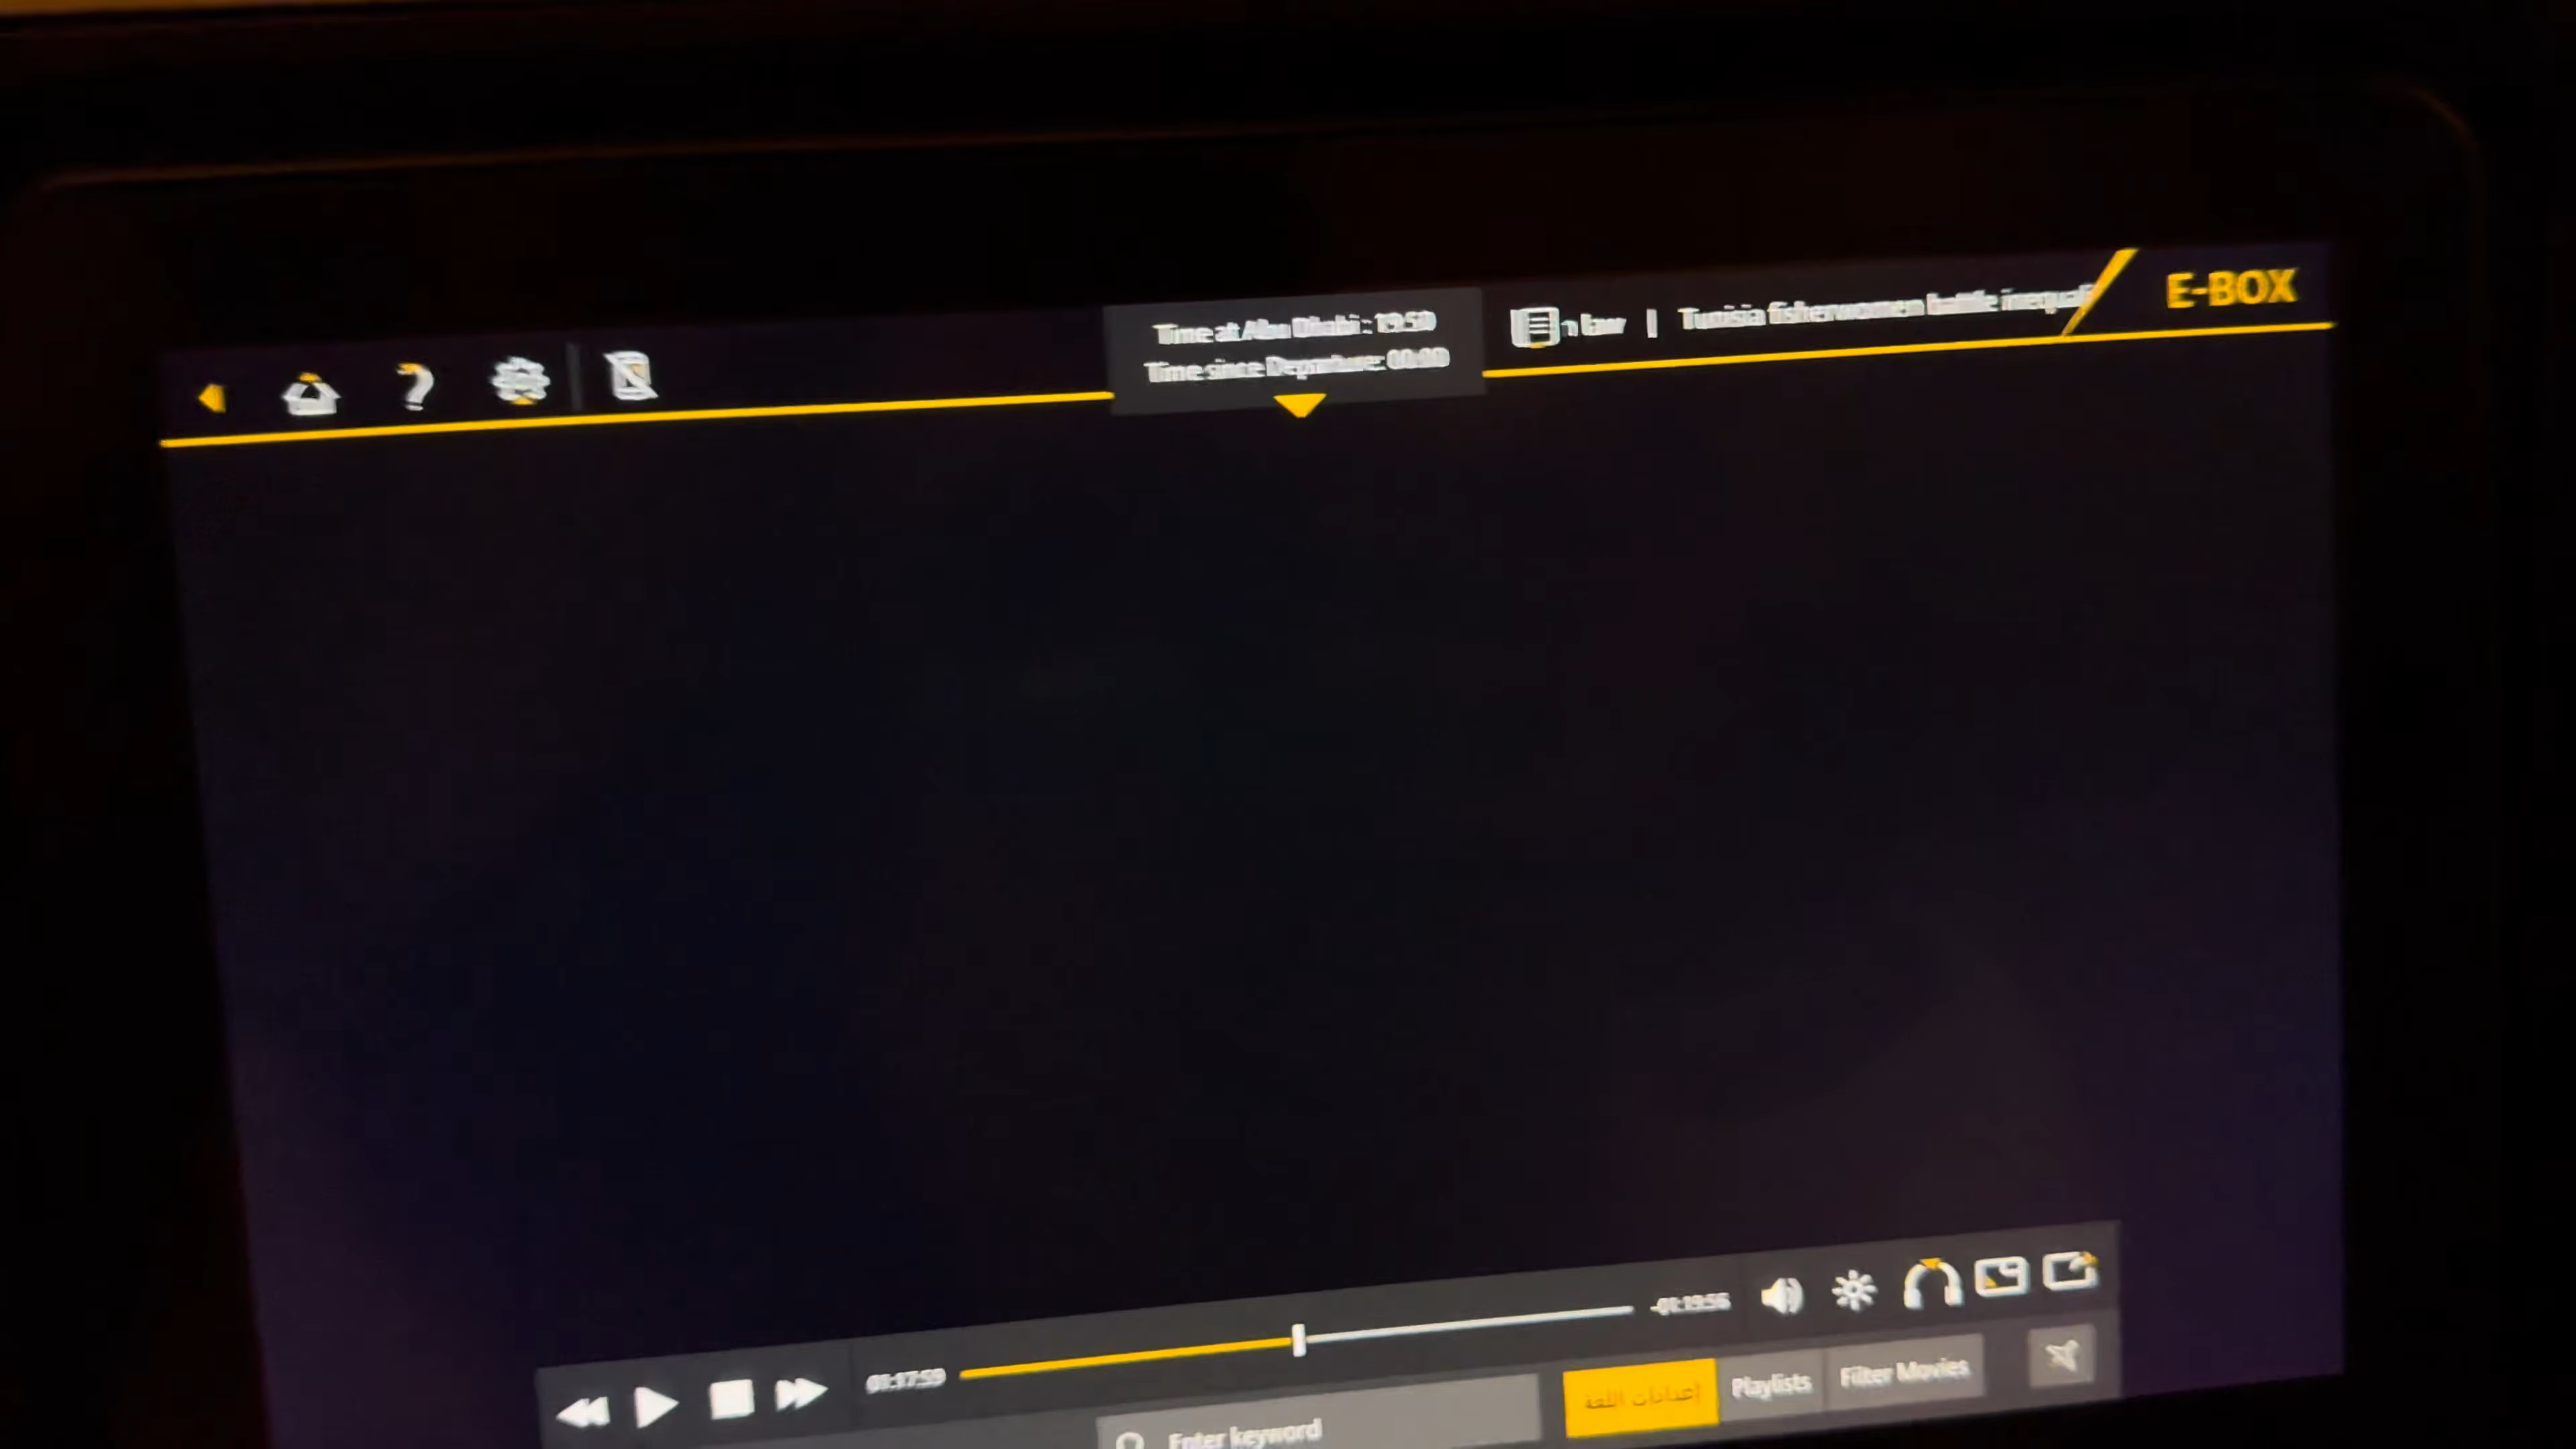 Time at Abu Dhabi : 19:50
Time since Departure: 00:00
n law | Tunisia fisherwomen battle inequal
E-BOX
01:17:59
-01:19:56
Enter keyword
إعدادات اللغة
Playlists
Filter Movies